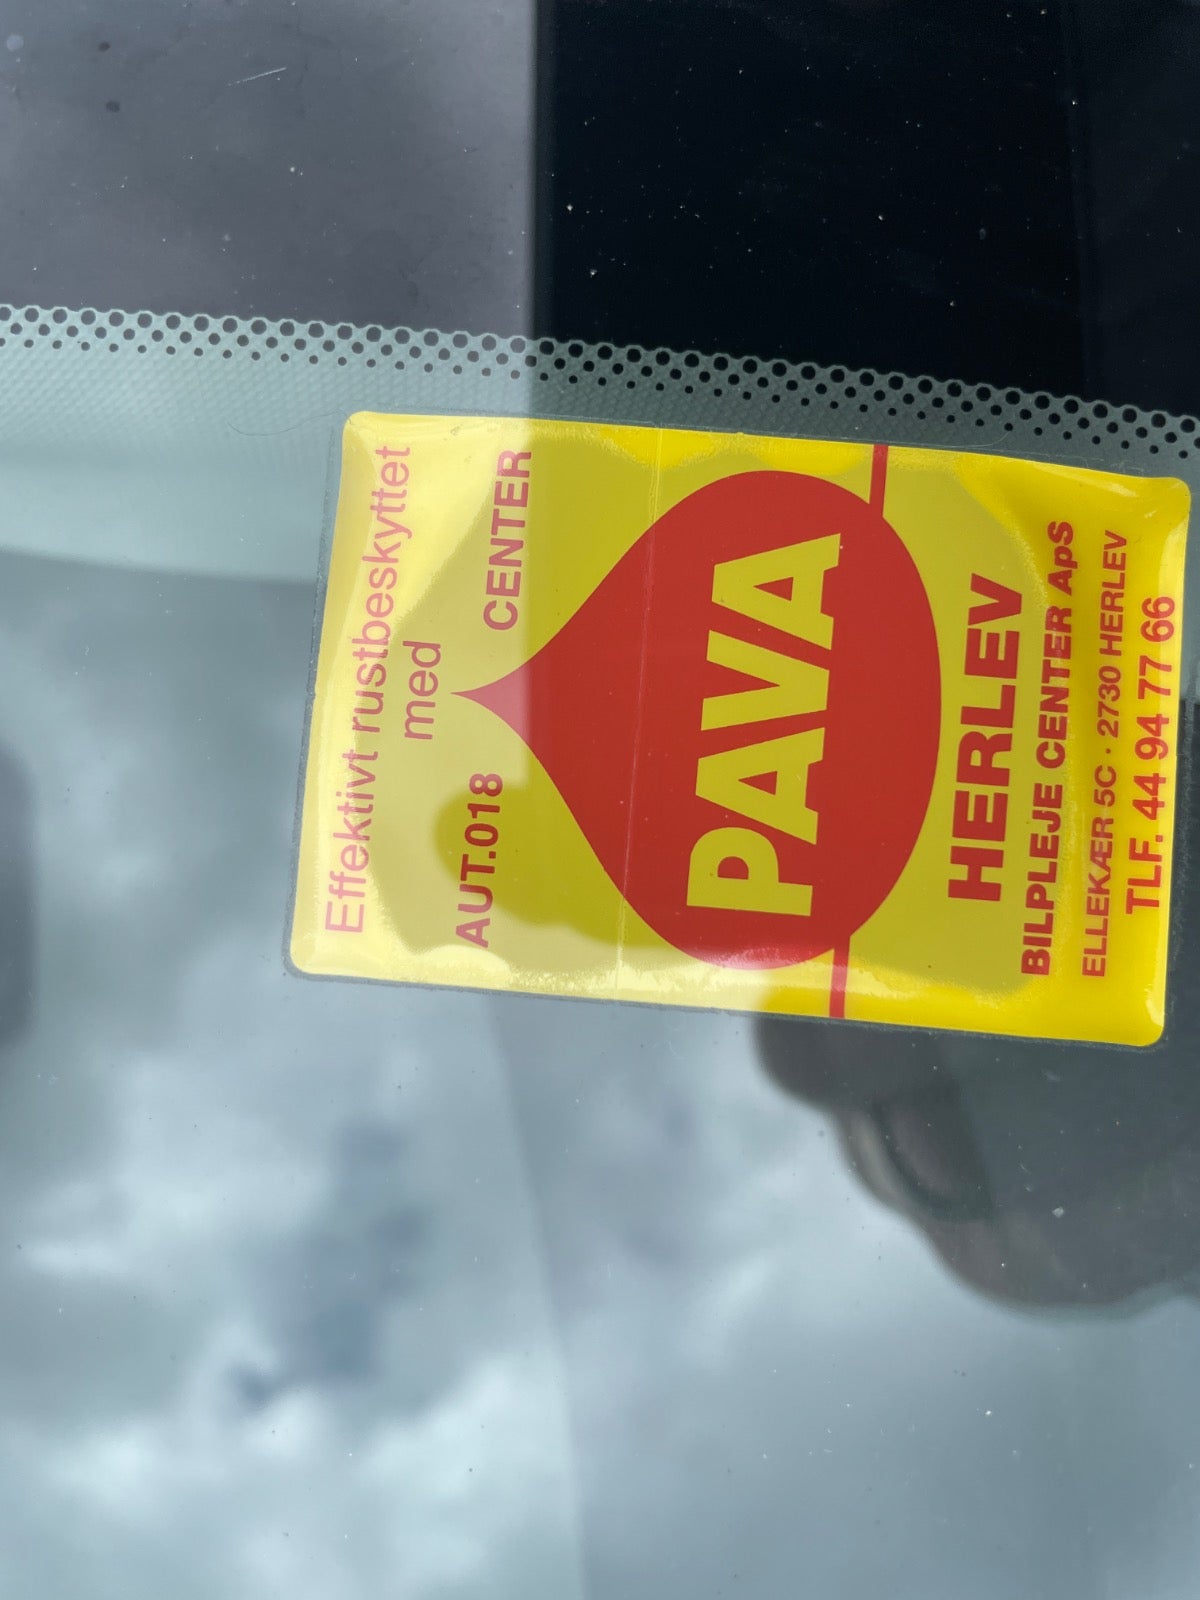 Effektivt rustbeskyttet
med
AUT.018 CENTER
PAVA
HERLEV
BILPLEJE CENTER ApS
ELLEKÆR 5C · 2730 HERLEV
TLF. 44 94 77 66